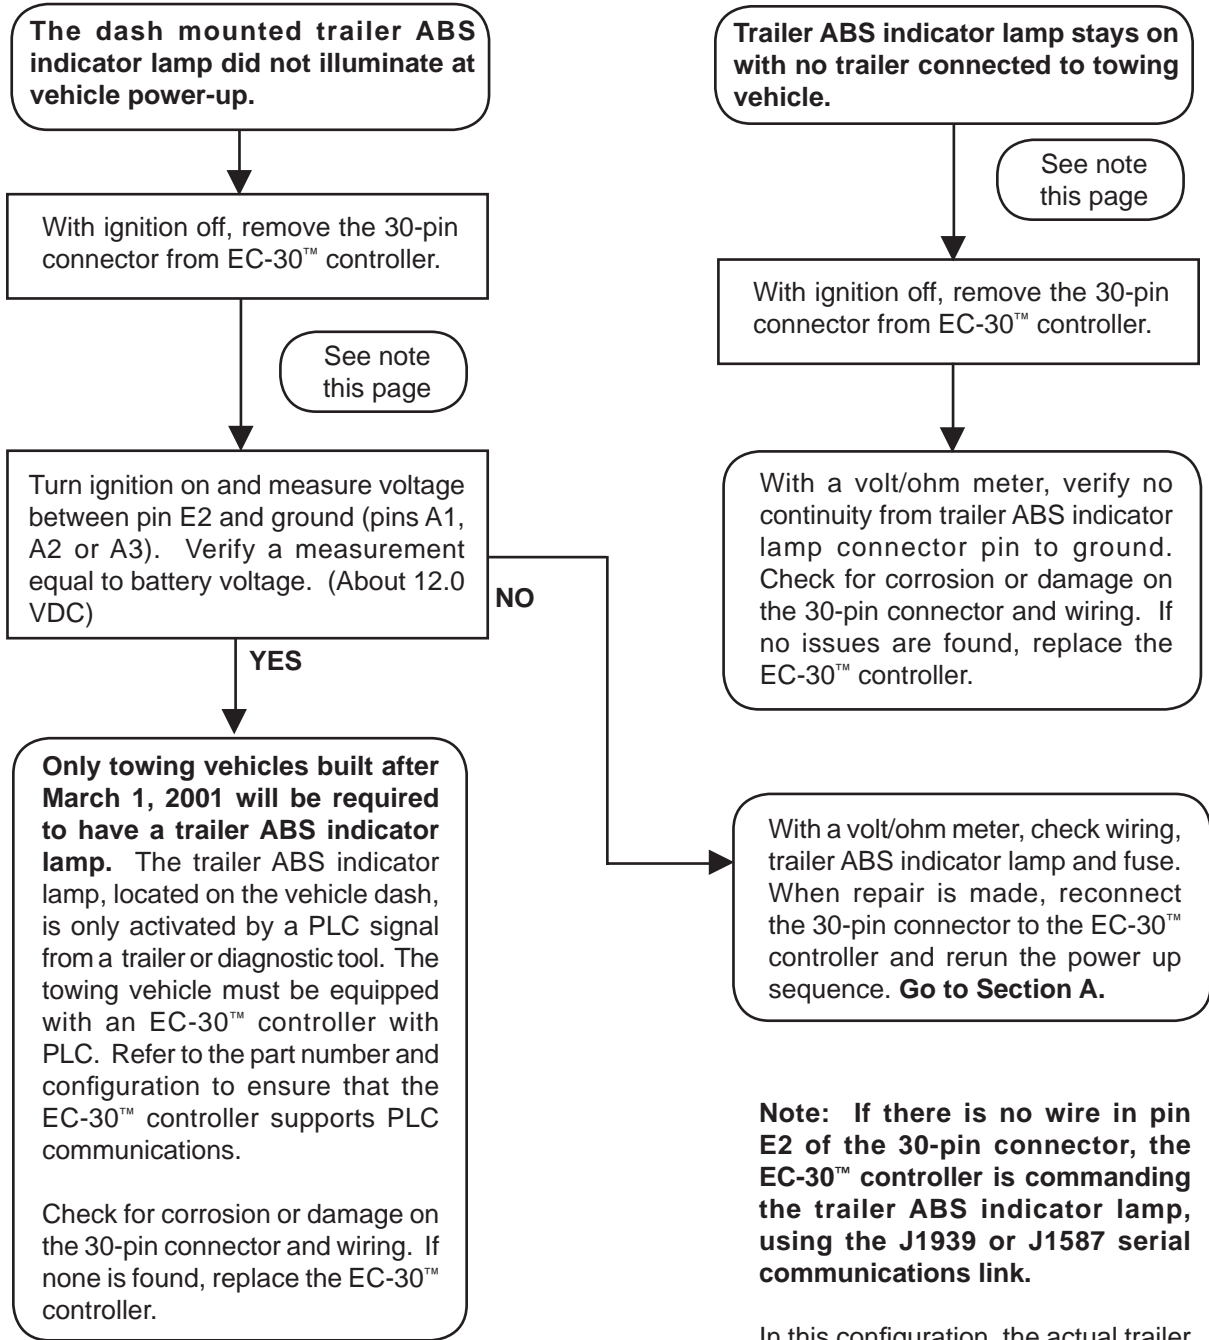 The dash mounted trailer ABS
indicator lamp did not illuminate at
vehicle power-up.
With ignition off, remove the 30-pin
connector from EC-30™ controller.
See note
this page
Turn ignition on and measure voltage
between pin E2 and ground (pins A1,
A2 or A3). Verify a measurement
equal to battery voltage. (About 12.0
VDC)
NO
YES
Only towing vehicles built after
March 1, 2001 will be required
to have a trailer ABS indicator
lamp. The trailer ABS indicator
lamp, located on the vehicle dash,
is only activated by a PLC signal
from a trailer or diagnostic tool. The
towing vehicle must be equipped
with an EC-30™ controller with
PLC. Refer to the part number and
configuration to ensure that the
EC-30™ controller supports PLC
communications.
Check for corrosion or damage on
the 30-pin connector and wiring. If
none is found, replace the EC-30™
controller.
Trailer ABS indicator lamp stays on
with no trailer connected to towing
vehicle.
See note
this page
With ignition off, remove the 30-pin
connector from EC-30™ controller.
With a volt/ohm meter, verify no
continuity from trailer ABS indicator
lamp connector pin to ground.
Check for corrosion or damage on
the 30-pin connector and wiring. If
no issues are found, replace the
EC-30™ controller.
With a volt/ohm meter, check wiring,
trailer ABS indicator lamp and fuse.
When repair is made, reconnect
the 30-pin connector to the EC-30™
controller and rerun the power up
sequence. Go to Section A.
Note: If there is no wire in pin
E2 of the 30-pin connector, the
EC-30™ controller is commanding
the trailer ABS indicator lamp,
using the J1939 or J1587 serial
communications link.
In this configuration, the actual trailer